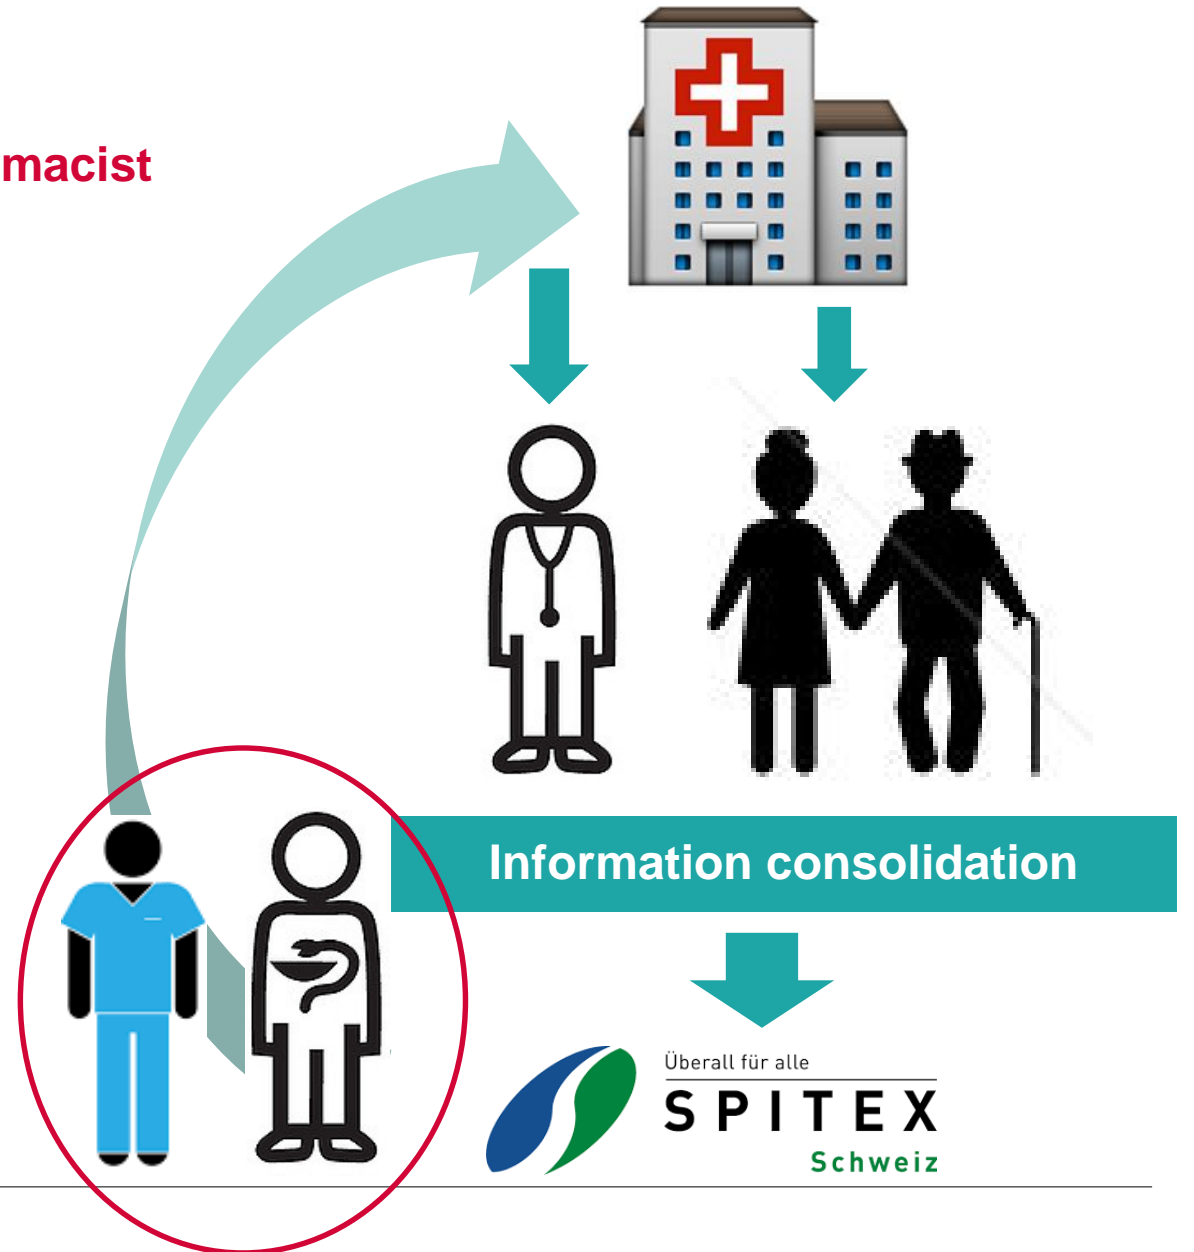 macist
Information consolidation
Überall für alle
SPITEX
Schweiz